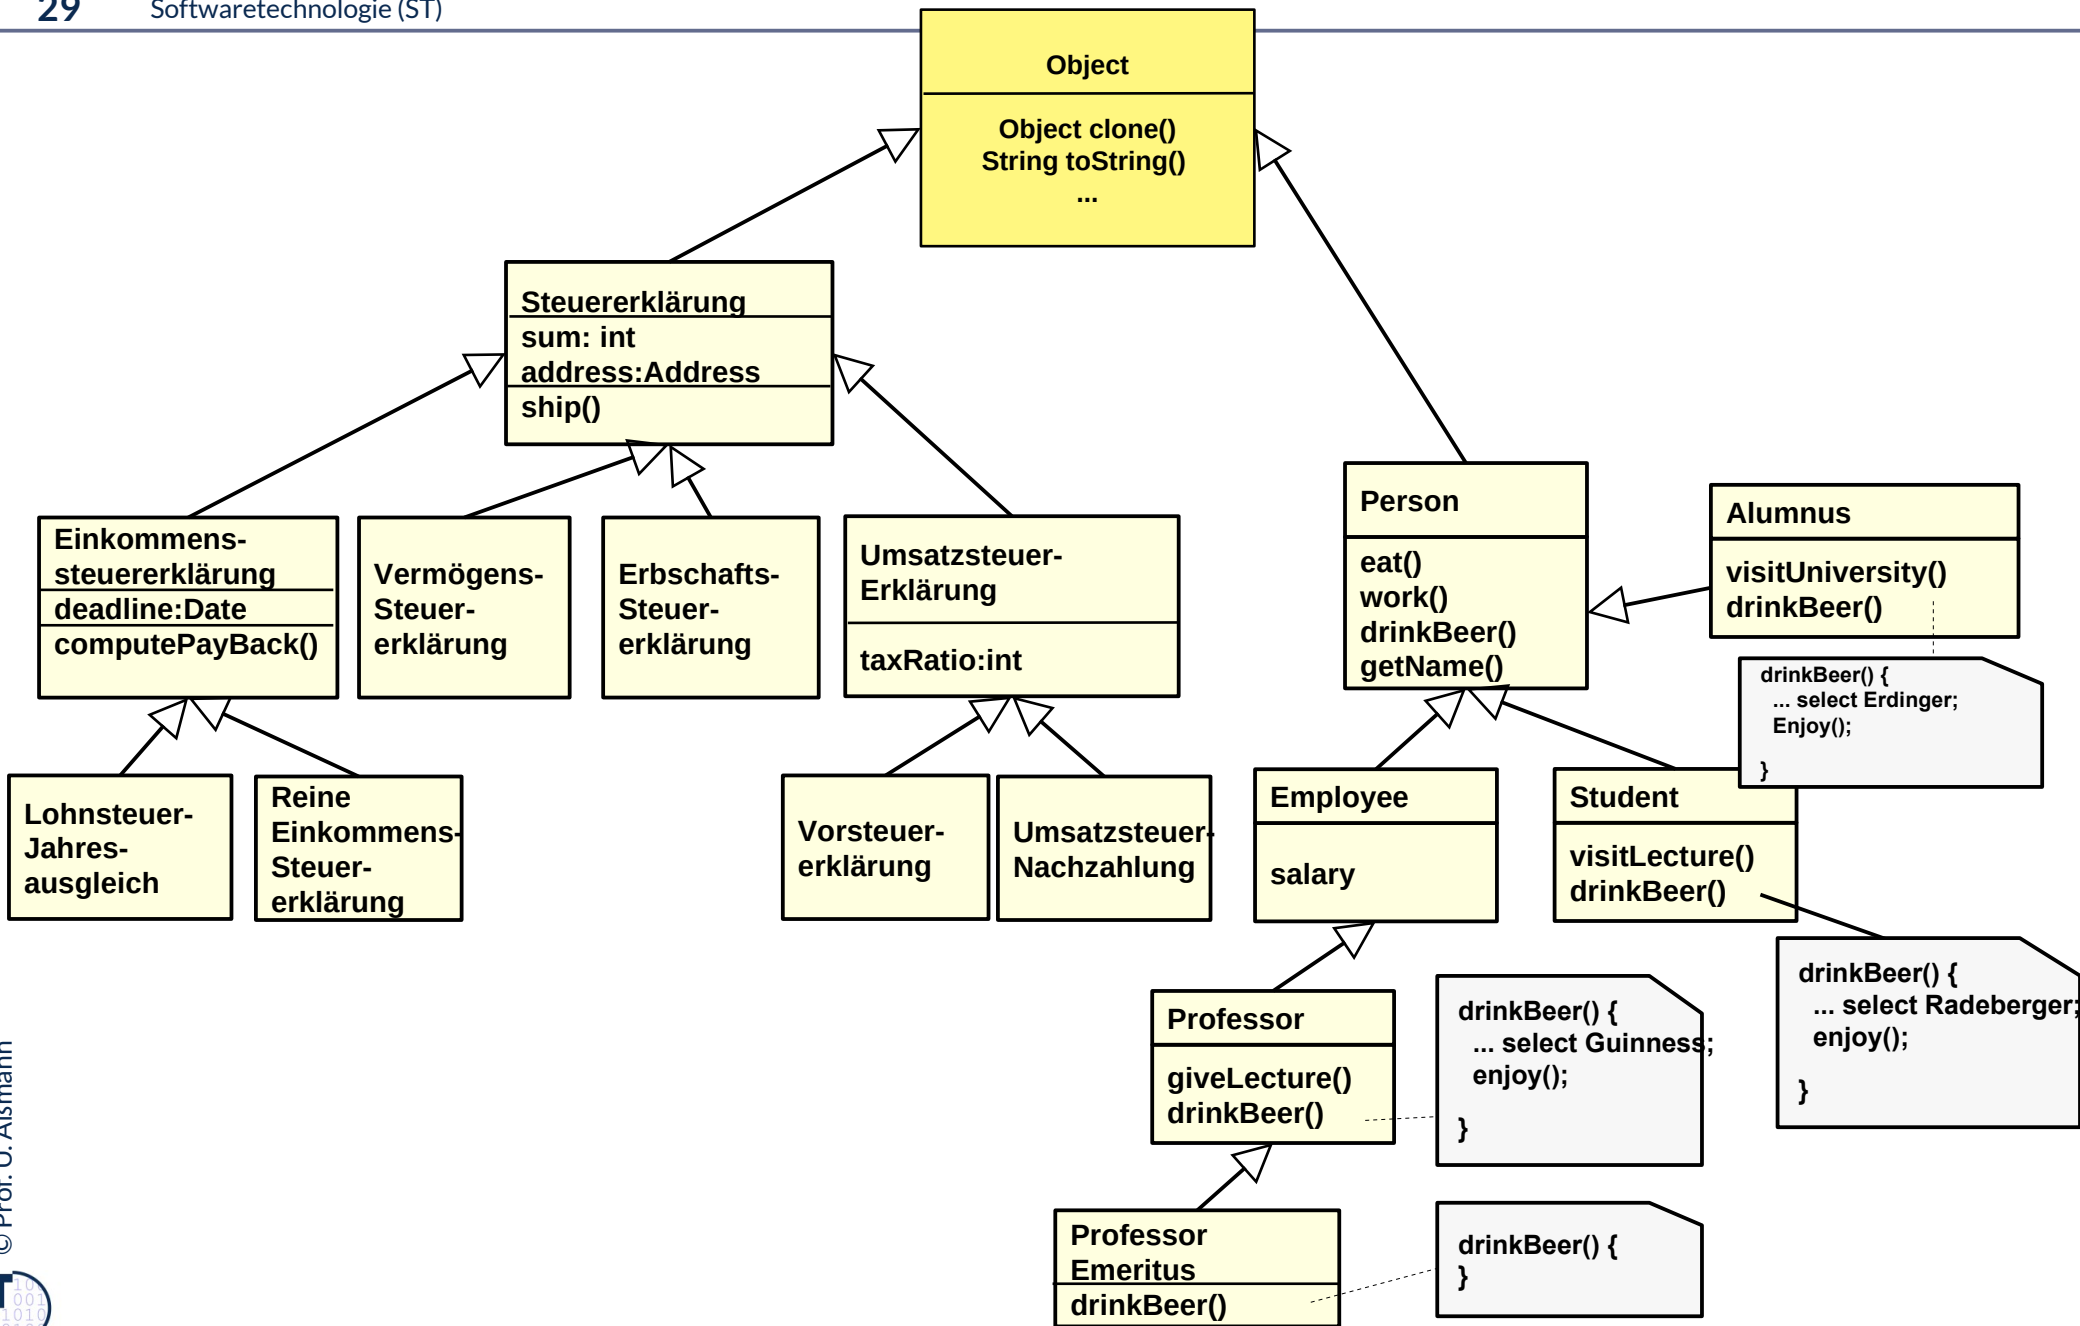 29 Softwaretechnologie (ST)
Object
Object clone()
String toString()
...
Steuererklärung
sum: int
address:Address
ship()
Einkommens-
steuererklärung
deadline:Date
computePayBack()
Vermögens-
Steuer-
erklärung
Erbschafts-
Steuer-
erklärung
Umsatzsteuer-
Erklärung
taxRatio:int
Person
eat()
work()
drinkBeer()
getName()
Alumnus
visitUniversity()
drinkBeer()
drinkBeer() {
... select Erdinger;
Enjoy();
}
Lohnsteuer-
Jahres-
ausgleich
Reine
Einkommens-
Steuer-
erklärung
Vorsteuer-
erklärung
Umsatzsteuer-
Nachzahlung
Employee
salary
Student
visitLecture()
drinkBeer()
drinkBeer() {
... select Radeberger;
enjoy();
}
Professor
giveLecture()
drinkBeer()
drinkBeer() {
... select Guinness;
enjoy();
}
Professor
Emeritus
drinkBeer()
drinkBeer() {
}
© Prof. U. Aßmann